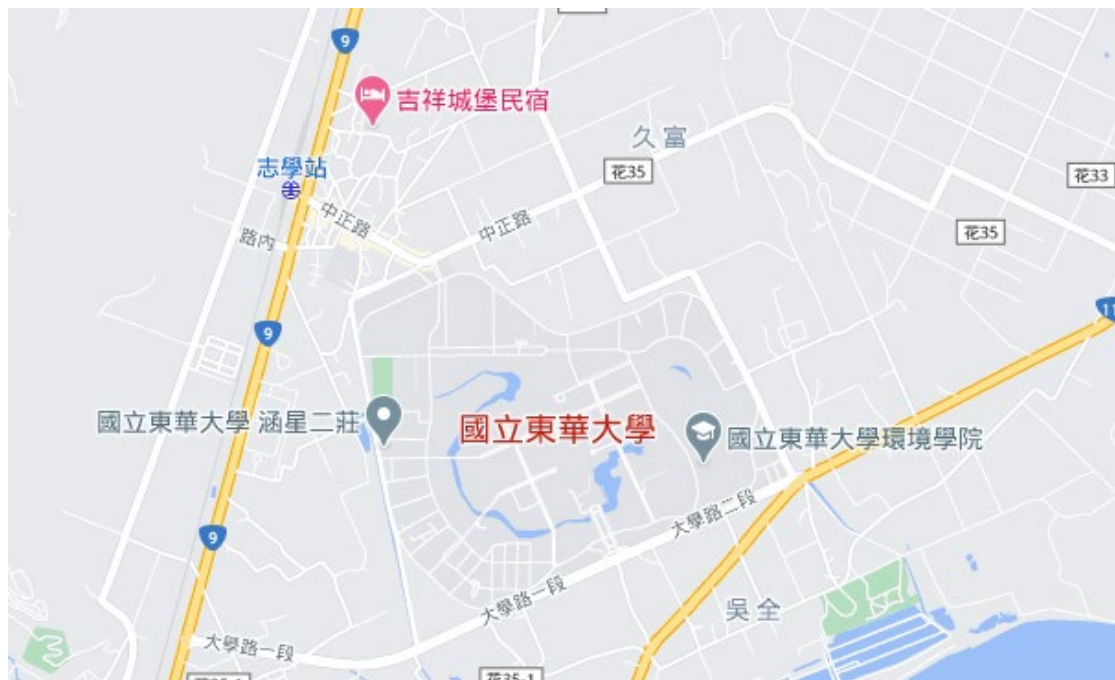 9
吉祥城堡民宿
久富
志學站
花35
花33
中正路
中正路
路內
花35
11
9
國立東華大學 涵星二莊
國立東華大學
國立東華大學環境學院
大學路二段
9
吳全
大學路一段
大學路一段
花35-1